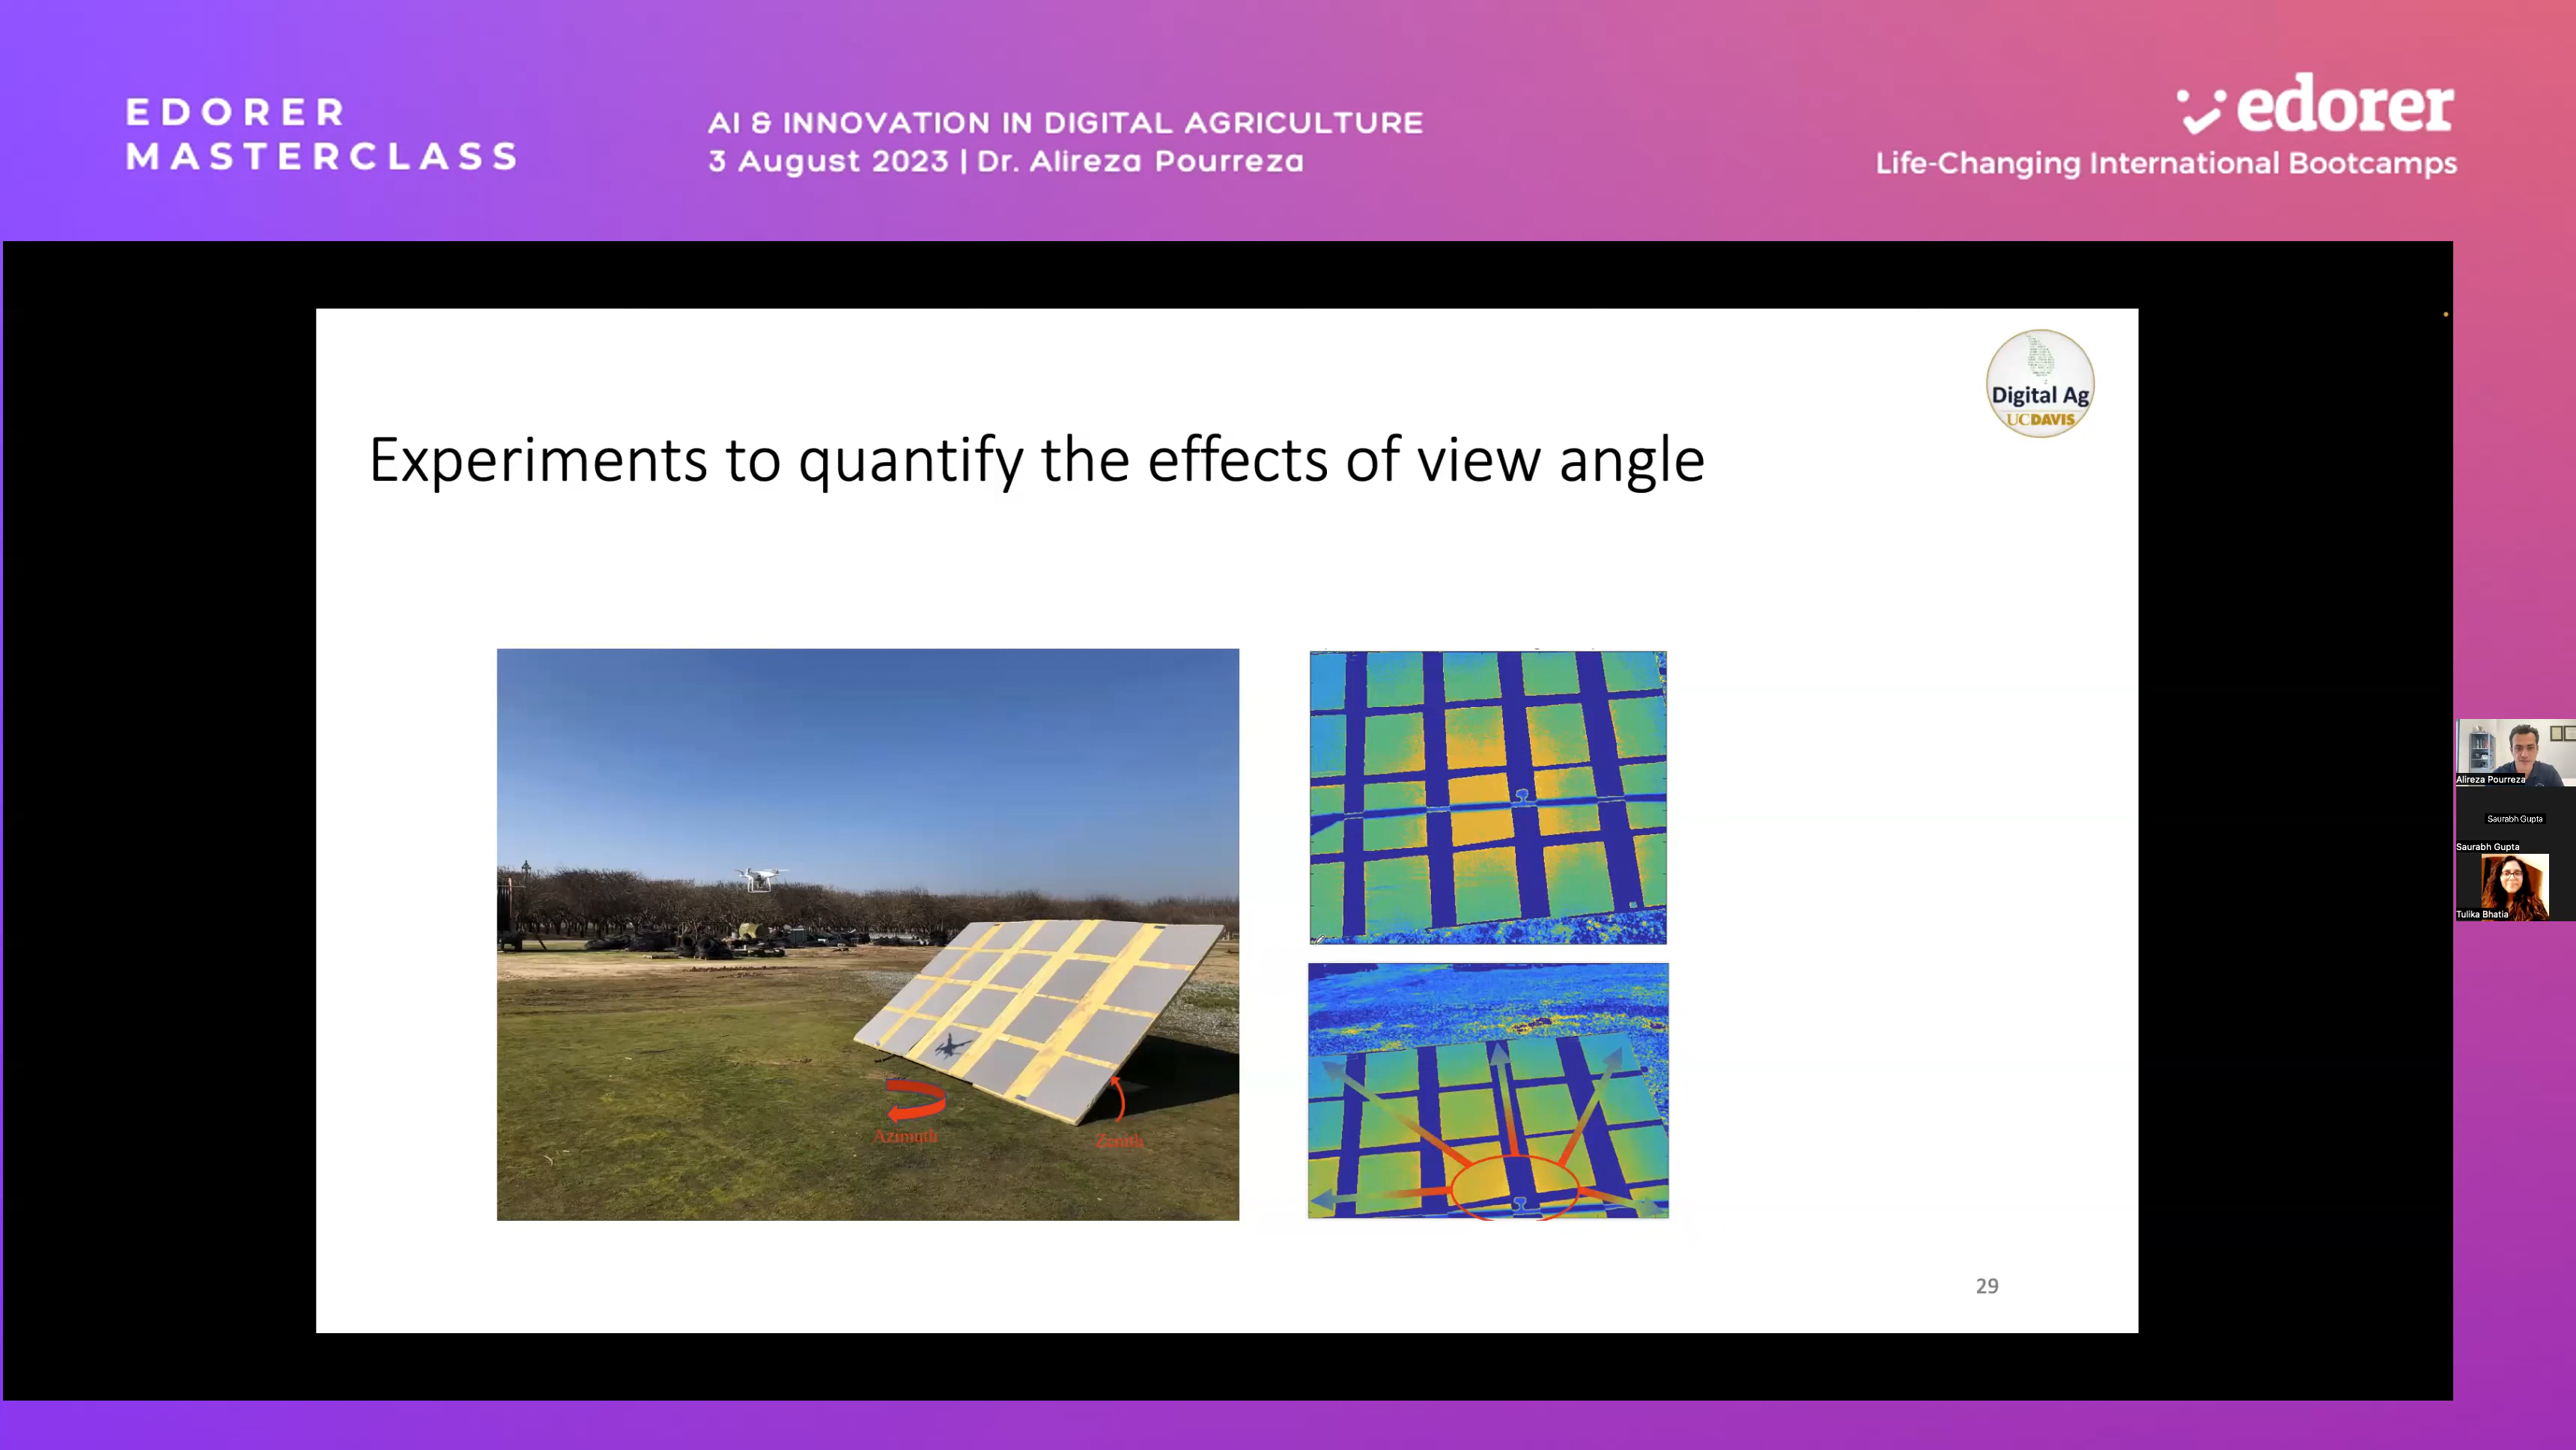 EDORER
MASTERCLASS
AI & INNOVATION IN DIGITAL AGRICULTURE
3 August 2023 | Dr. Alireza Pourreza
edorer
Life-Changing International Bootcamps
Digital Ag
UCDAVIS
Experiments to quantify the effects of view angle
Azimuth
Zenith
29
Alireza Pourreza
Saurabh Gupta
Saurabh Gupta
Tulika Bhatia